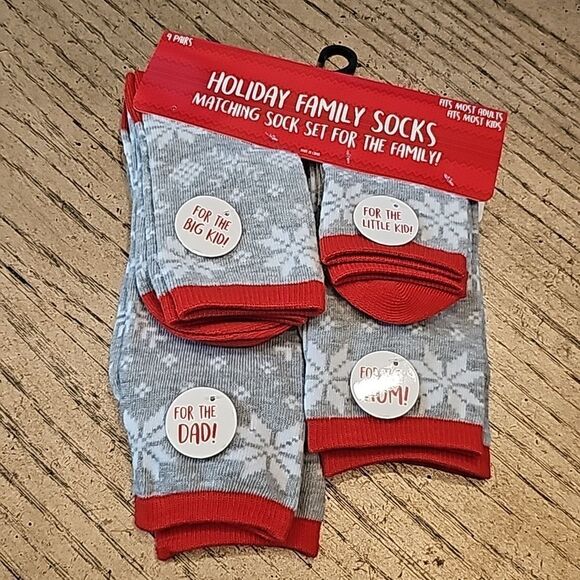 4 PAIRS
HOLIDAY FAMILY SOCKS
MATCHING SOCK SET FOR THE FAMILY!
FITS MOST ADULTS
FITS MOST KIDS
FOR THE
BIG KID!
FOR THE
LITTLE KID!
FOR THE
DAD!
FOR
MOM!